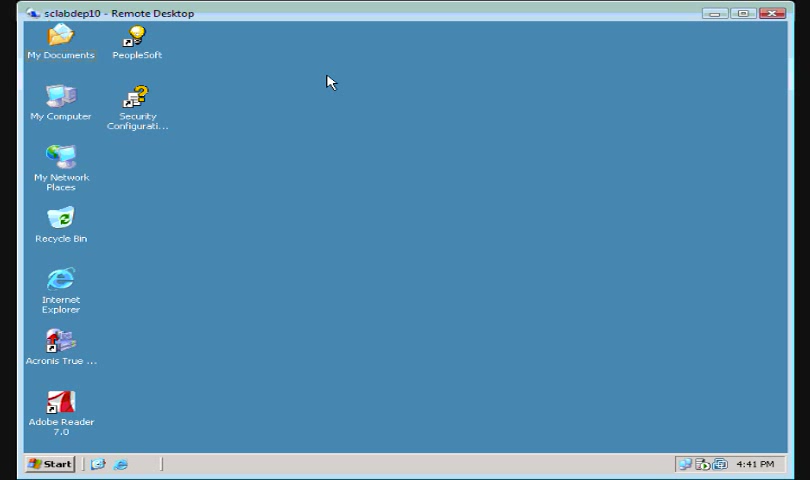 sclabdep10 - Remote Desktop
My Documents
PeopleSoft
My Computer
Security
Configurati...
My Network
Places
Recycle Bin
Internet
Explorer
Acronis True ...
Adobe Reader
7.0
Start
4:41 PM